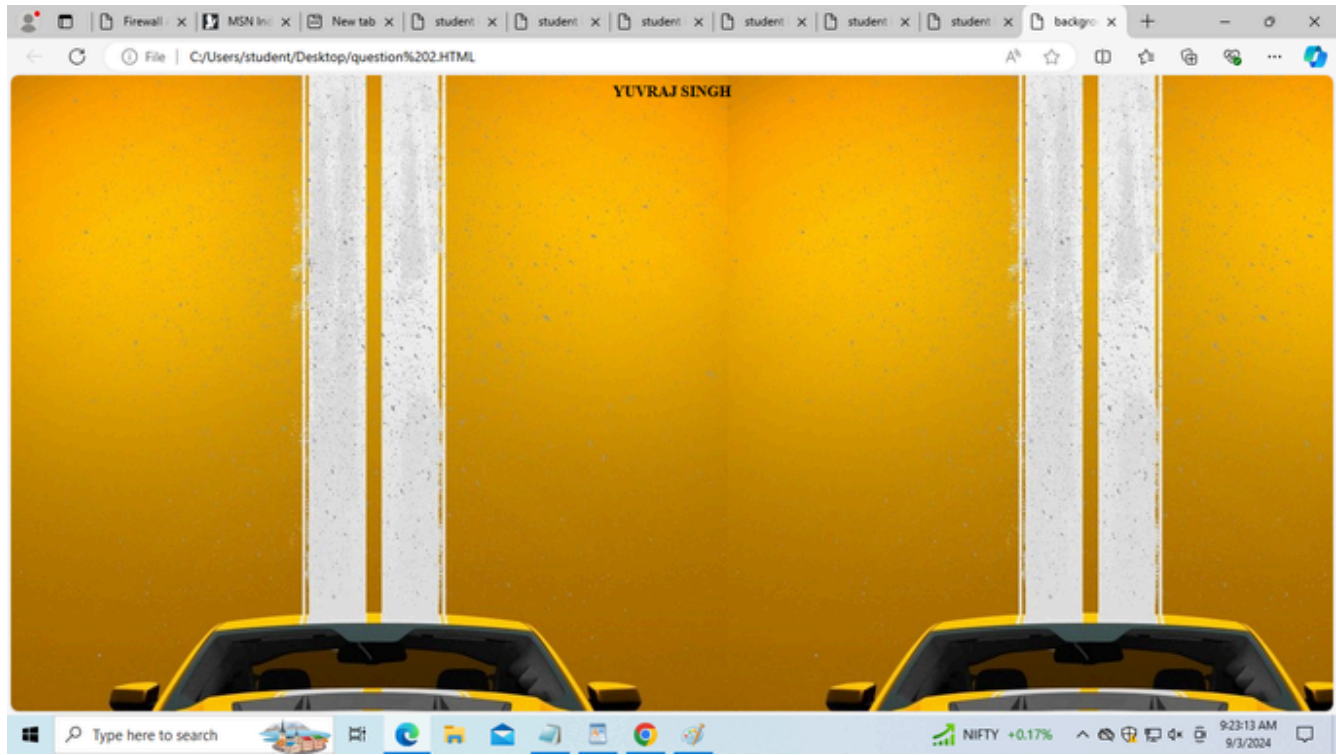 Firewall MSN Inc New tab student student student student student student backgro
File C:/Users/student/Desktop/question%202.HTML
YUVRAJ SINGH
Type here to search NIFTY +0.17% 9:23:13 AM
9/3/2024